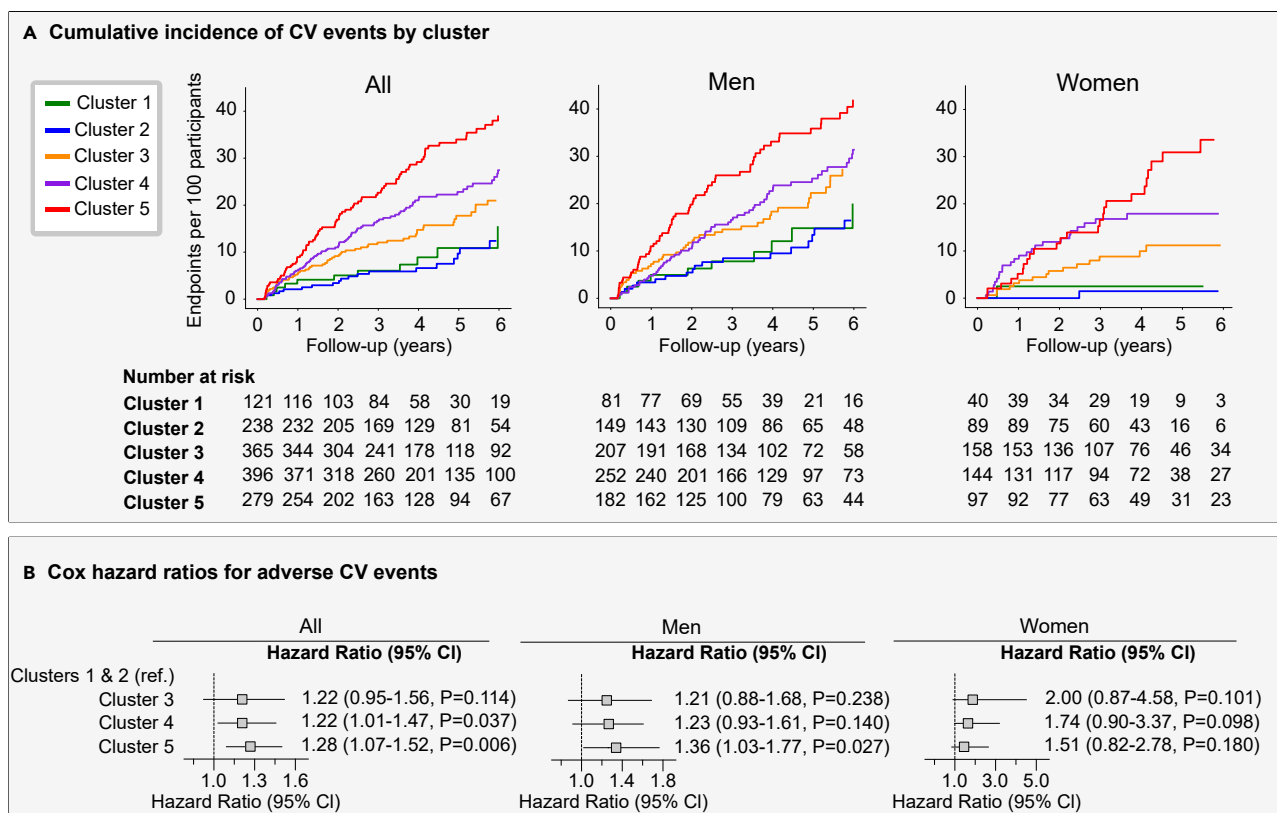 A Cumulative incidence of CV events by cluster
Cluster 1
Cluster 2
Cluster 3
Cluster 4
Cluster 5
All
Men
Women
Endpoints per 100 participants
40
30
20
10
0
0 1 2 3 4 5 6
Follow-up (years)
40
30
20
10
0
0 1 2 3 4 5 6
Follow-up (years)
40
30
20
10
0
0 1 2 3 4 5 6
Follow-up (years)
Number at risk
Cluster 1 121 116 103 84 58 30 19 81 77 69 55 39 21 16 40 39 34 29 19 9 3
Cluster 2 238 232 205 169 129 81 54 149 143 130 109 86 65 48 89 89 75 60 43 16 6
Cluster 3 365 344 304 241 178 118 92 207 191 168 134 102 72 58 158 153 136 107 76 46 34
Cluster 4 396 371 318 260 201 135 100 252 240 201 166 129 97 73 144 131 117 94 72 38 27
Cluster 5 279 254 202 163 128 94 67 182 162 125 100 79 63 44 97 92 77 63 49 31 23
B Cox hazard ratios for adverse CV events
All Men Women
Hazard Ratio (95% CI) Hazard Ratio (95% CI) Hazard Ratio (95% CI)
Clusters 1 & 2 (ref.)
Cluster 3 1.22 (0.95-1.56, P=0.114) 1.21 (0.88-1.68, P=0.238) 2.00 (0.87-4.58, P=0.101)
Cluster 4 1.22 (1.01-1.47, P=0.037) 1.23 (0.93-1.61, P=0.140) 1.74 (0.90-3.37, P=0.098)
Cluster 5 1.28 (1.07-1.52, P=0.006) 1.36 (1.03-1.77, P=0.027) 1.51 (0.82-2.78, P=0.180)
1.0 1.3 1.6 1.0 1.4 1.8 1.0 3.0 5.0
Hazard Ratio (95% CI) Hazard Ratio (95% CI) Hazard Ratio (95% CI)